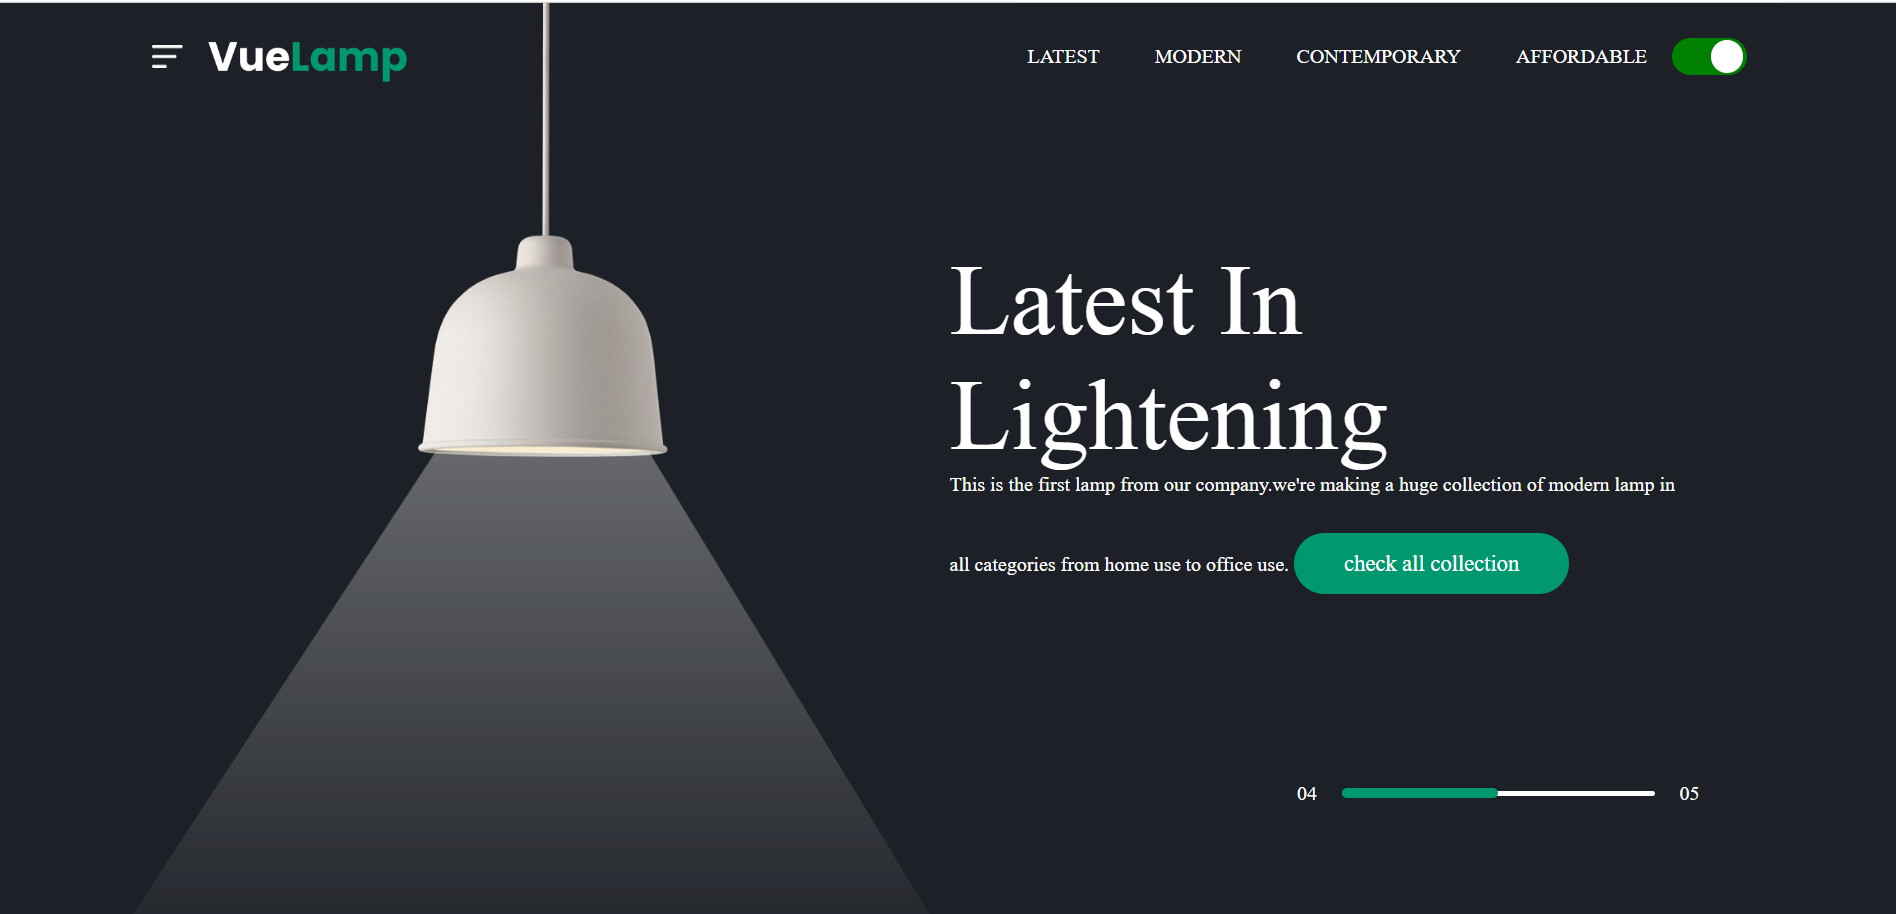 VueLamp
LATEST MODERN CONTEMPORARY AFFORDABLE
Latest In
Lightening
This is the first lamp from our company.we're making a huge collection of modern lamp in
all categories from home use to office use. check all collection
04 05